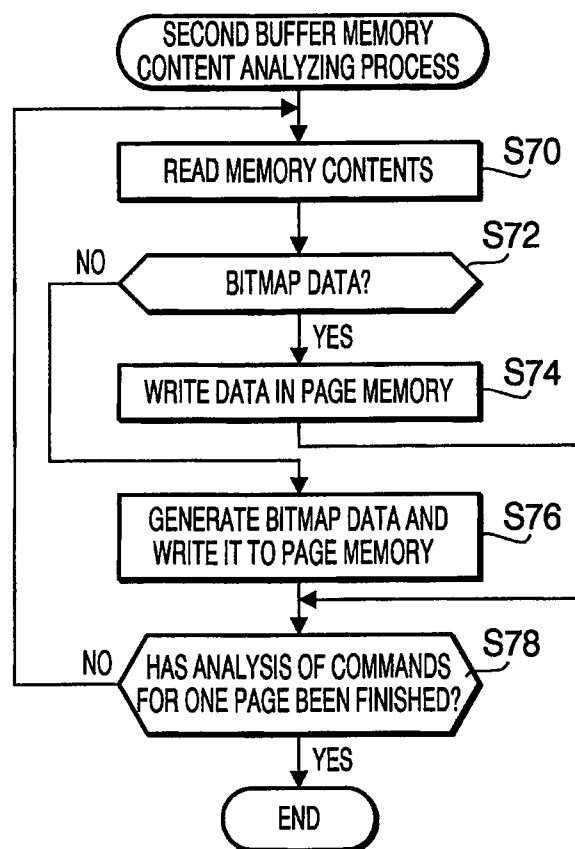 SECOND BUFFER MEMORY
CONTENT ANALYZING PROCESS
S70
READ MEMORY CONTENTS
S72
NO
BITMAP DATA?
YES
S74
WRITE DATA IN PAGE MEMORY
S76
GENERATE BITMAP DATA AND
WRITE IT TO PAGE MEMORY
S78
NO
HAS ANALYSIS OF COMMANDS
FOR ONE PAGE BEEN FINISHED?
YES
END